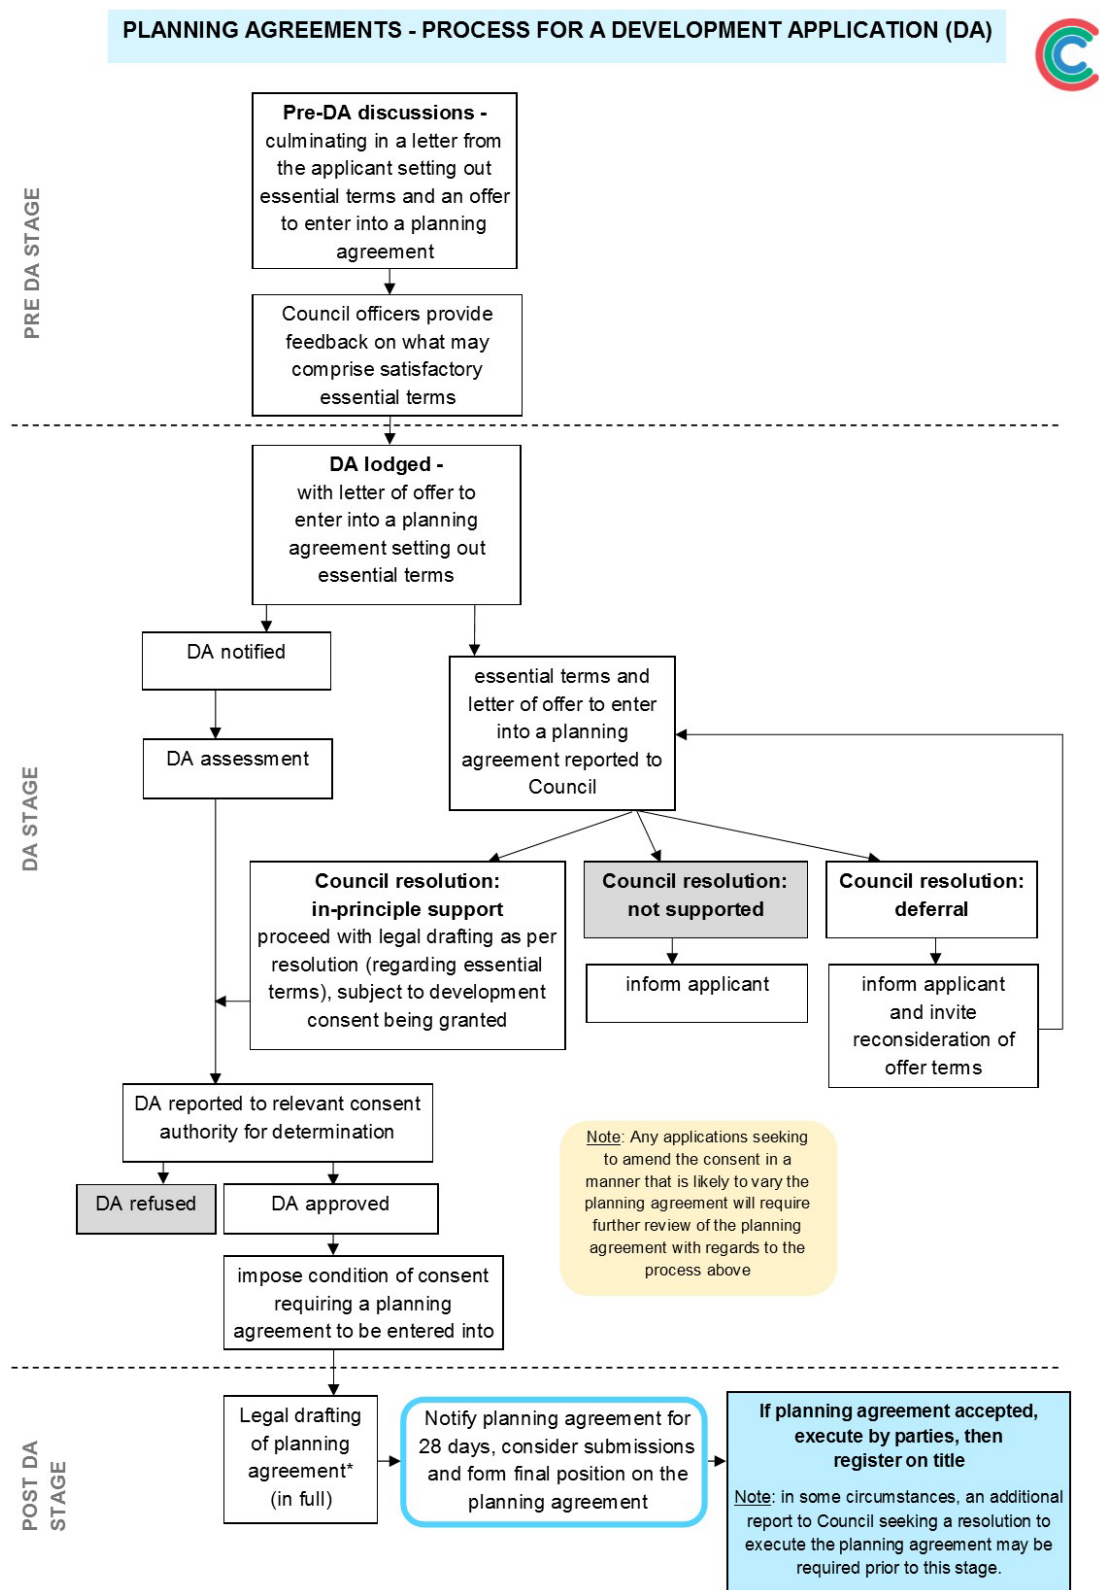 PLANNING AGREEMENTS - PROCESS FOR A DEVELOPMENT APPLICATION (DA)
PRE DA STAGE
Pre-DA discussions -
culminating in a letter from
the applicant setting out
essential terms and an offer
to enter into a planning
agreement
Council officers provide
feedback on what may
comprise satisfactory
essential terms
DA STAGE
DA lodged -
with letter of offer to
enter into a planning
agreement setting out
essential terms
DA notified
DA assessment
essential terms and
letter of offer to enter
into a planning
agreement reported to
Council
Council resolution:
in-principle support
proceed with legal drafting as per
resolution (regarding essential
terms), subject to development
consent being granted
Council resolution:
not supported
inform applicant
Council resolution:
deferral
inform applicant
and invite
reconsideration of
offer terms
DA reported to relevant consent
authority for determination
DA refused
DA approved
impose condition of consent
requiring a planning
agreement to be entered into
Note: Any applications seeking
to amend the consent in a
manner that is likely to vary the
planning agreement will require
further review of the planning
agreement with regards to the
process above
POST DA
STAGE
Legal drafting
of planning
agreement*
(in full)
Notify planning agreement for
28 days, consider submissions
and form final position on the
planning agreement
If planning agreement accepted,
execute by parties, then
register on title
Note: in some circumstances, an additional
report to Council seeking a resolution to
execute the planning agreement may be
required prior to this stage.